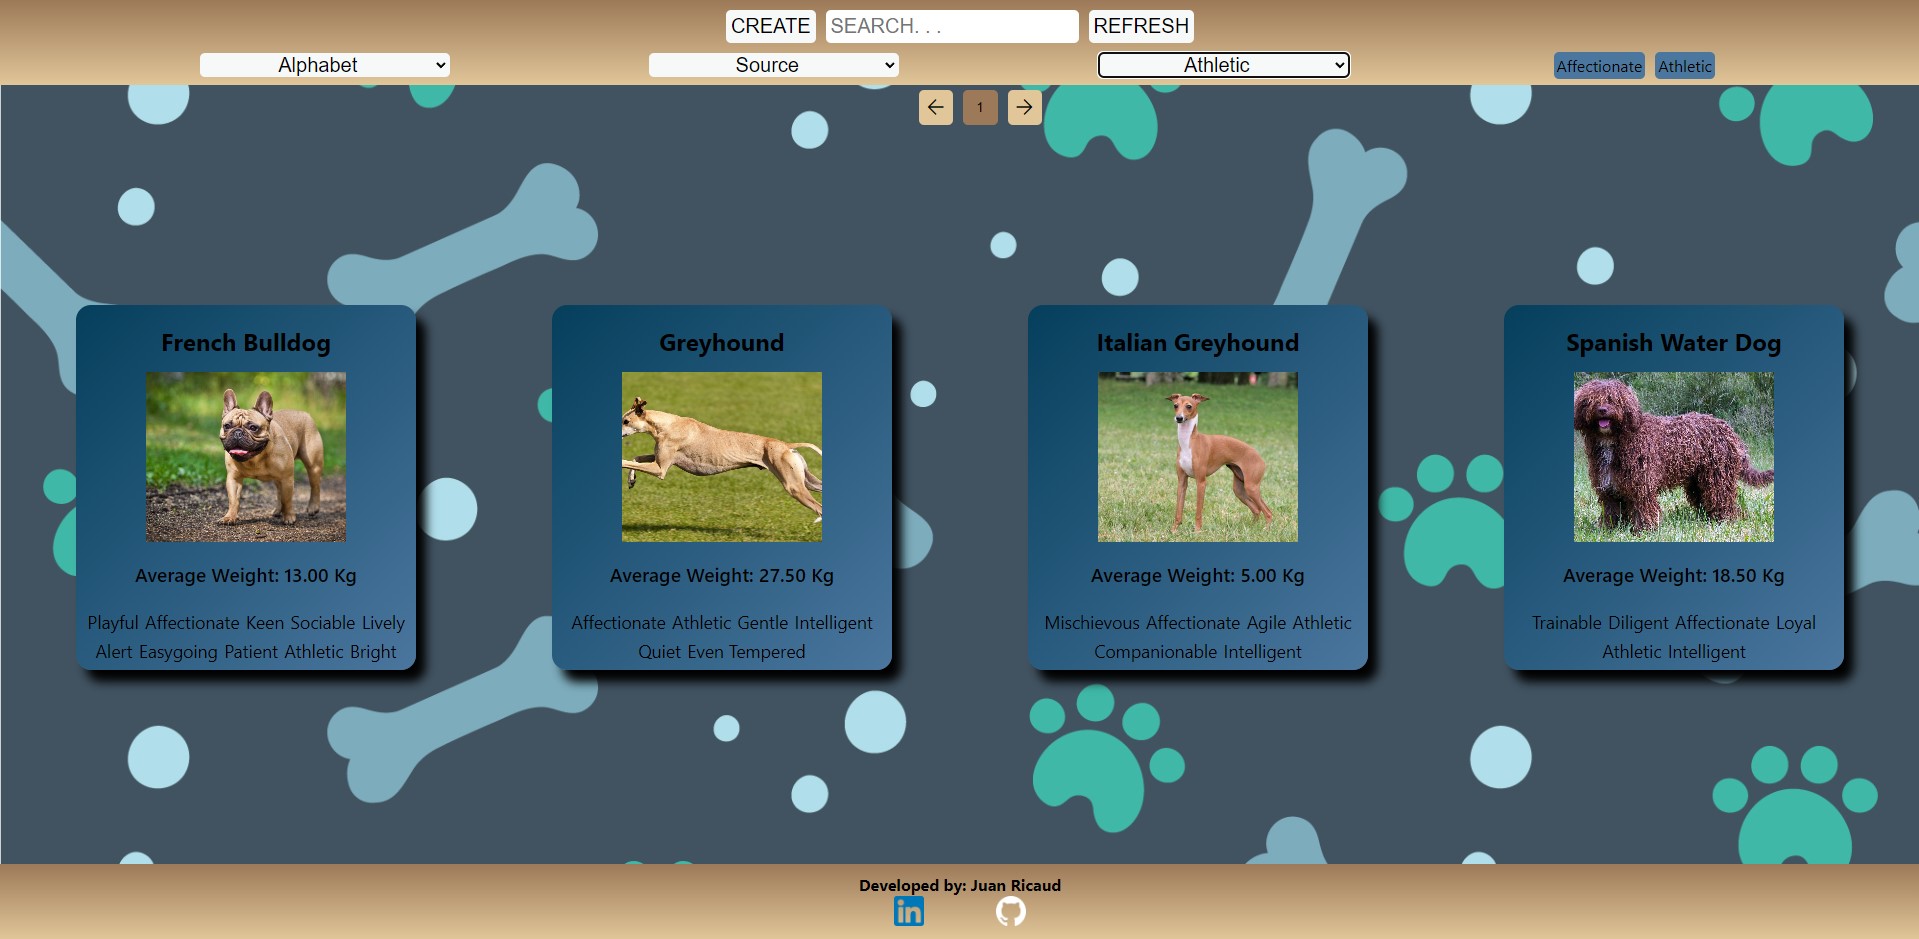 CREATE SEARCH. . . REFRESH
Alphabet Source Athletic Affectionate Athletic
← 1 →
French Bulldog
Average Weight: 13.00 Kg
Playful Affectionate Keen Sociable Lively
Alert Easygoing Patient Athletic Bright
Greyhound
Average Weight: 27.50 Kg
Affectionate Athletic Gentle Intelligent
Quiet Even Tempered
Italian Greyhound
Average Weight: 5.00 Kg
Mischievous Affectionate Agile Athletic
Companionable Intelligent
Spanish Water Dog
Average Weight: 18.50 Kg
Trainable Diligent Affectionate Loyal
Athletic Intelligent
Developed by: Juan Ricaud
in